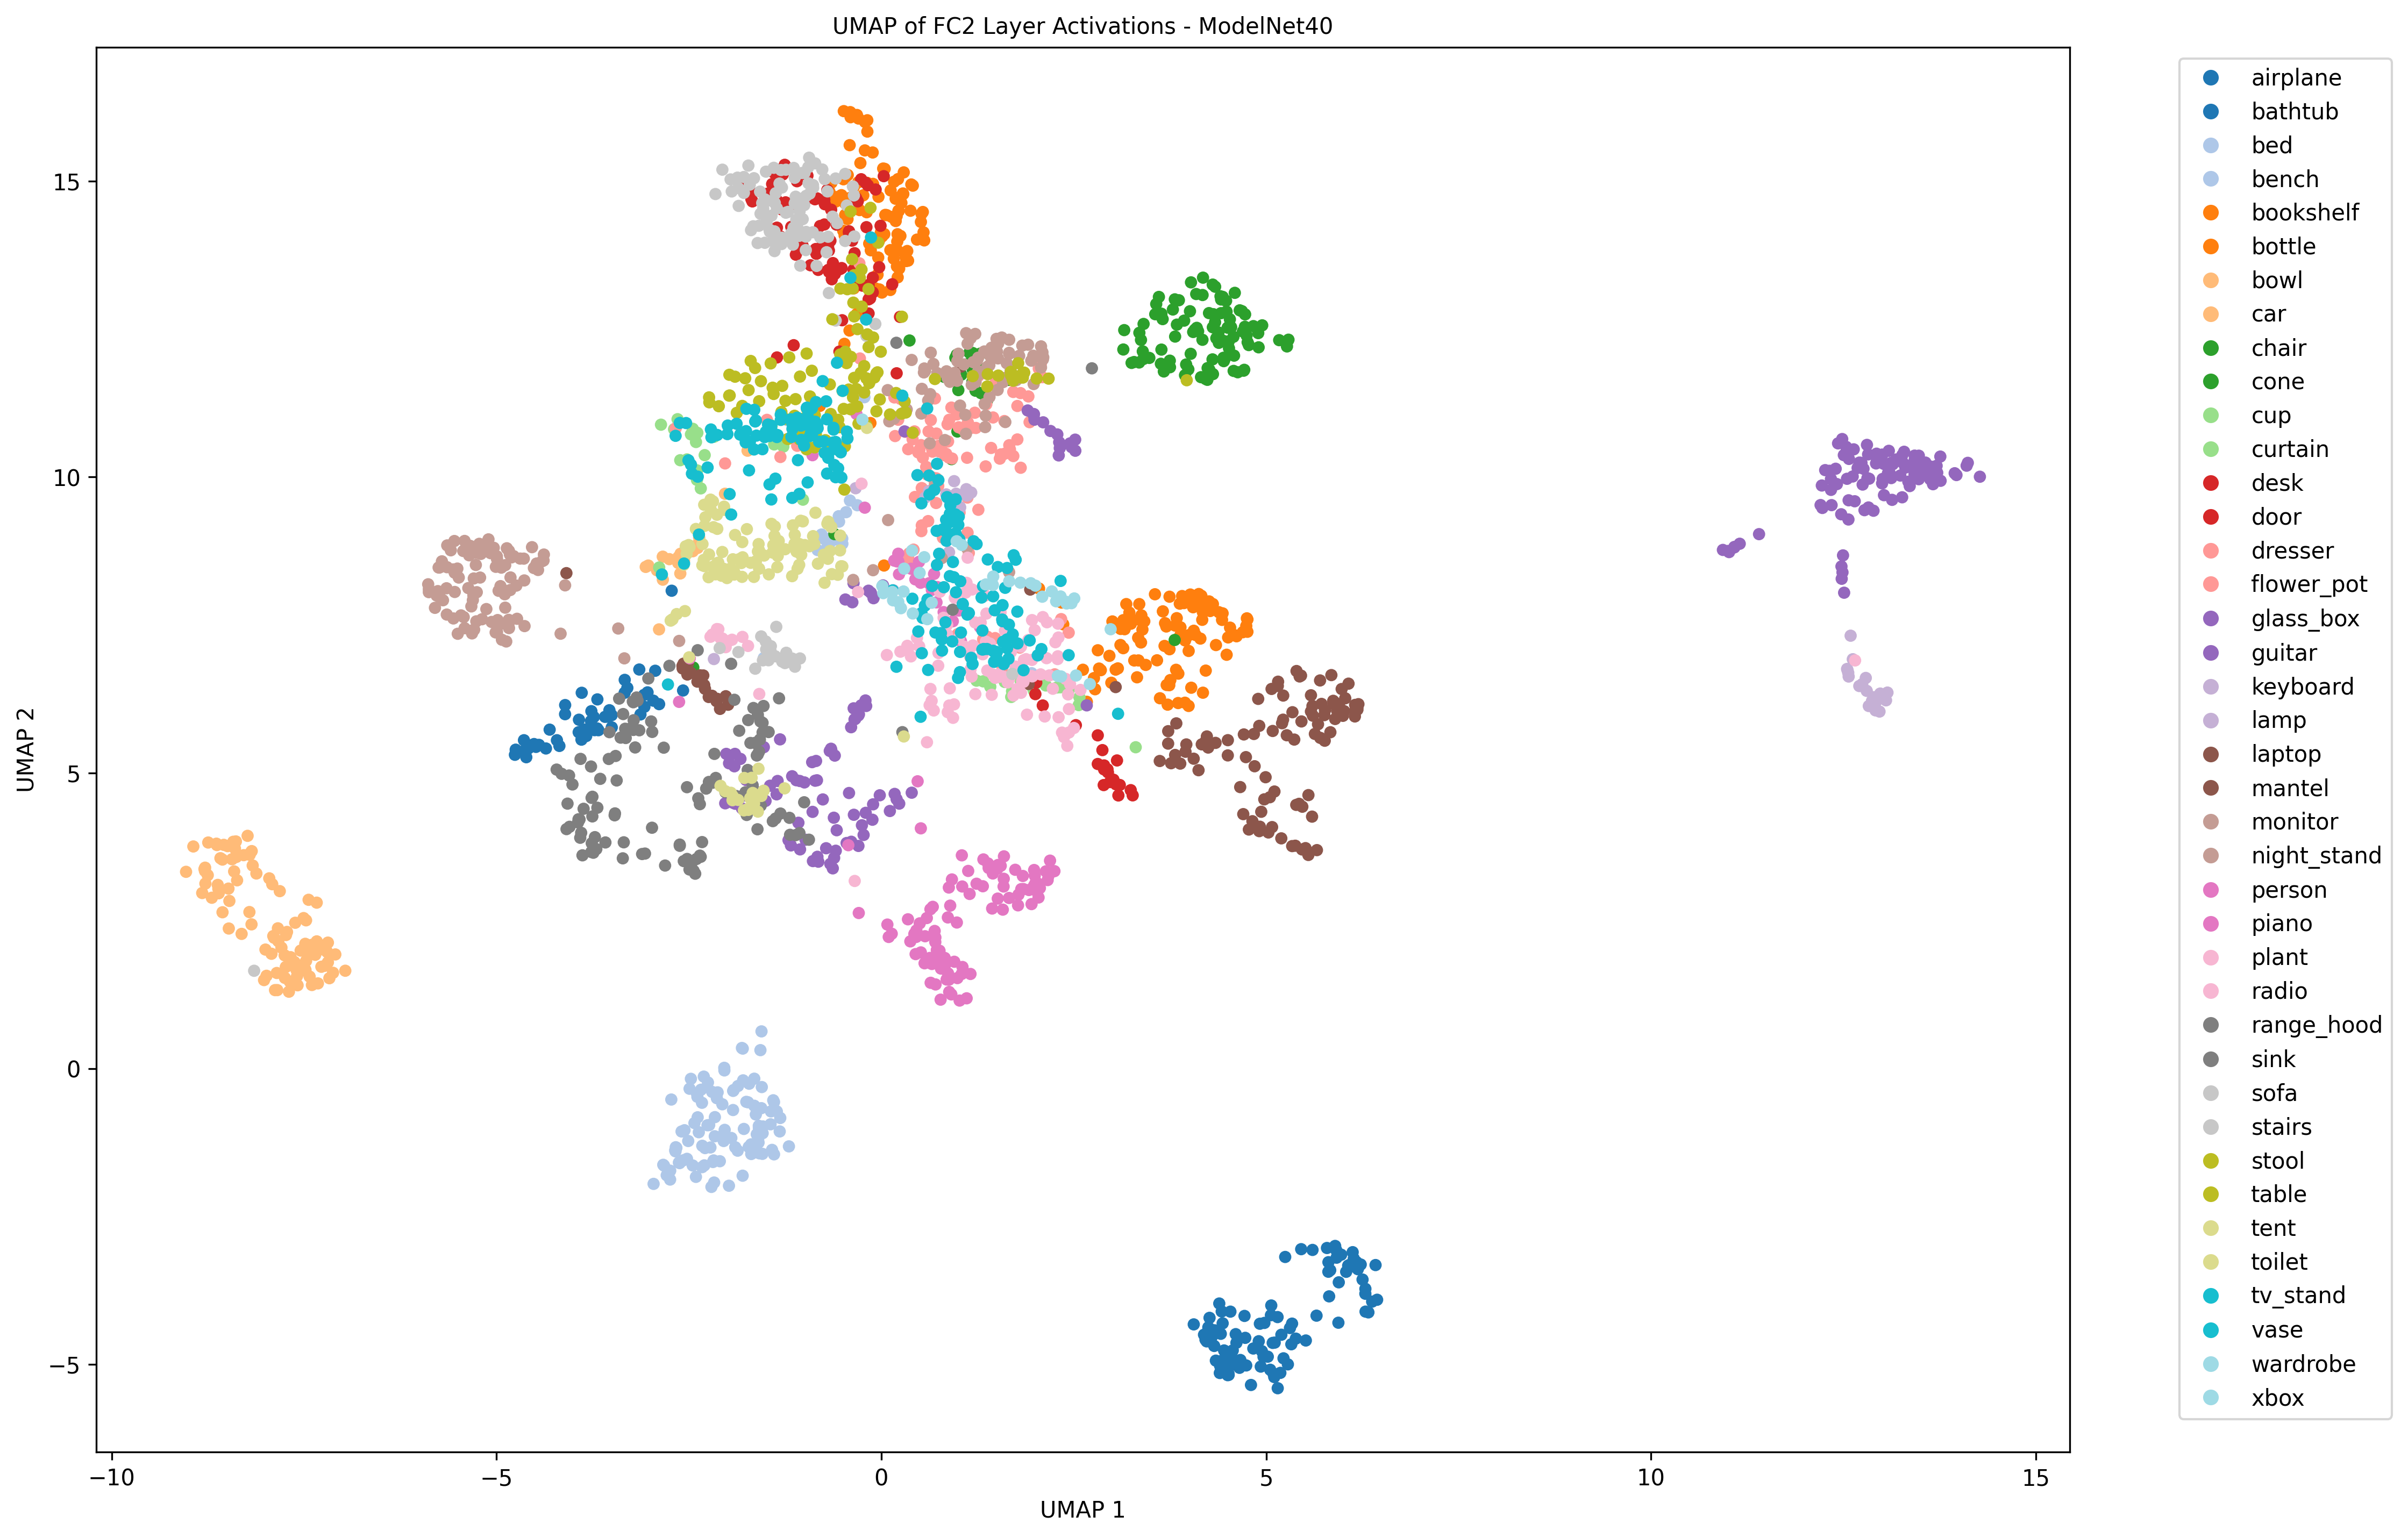 UMAP of FC2 Layer Activations - ModelNet40
15
10
5
0
−5
UMAP 2
−10
−5
0
5
10
15
UMAP 1
airplane
bathtub
bed
bench
bookshelf
bottle
bowl
car
chair
cone
cup
curtain
desk
door
dresser
flower_pot
glass_box
guitar
keyboard
lamp
laptop
mantel
monitor
night_stand
person
piano
plant
radio
range_hood
sink
sofa
stairs
stool
table
tent
toilet
tv_stand
vase
wardrobe
xbox